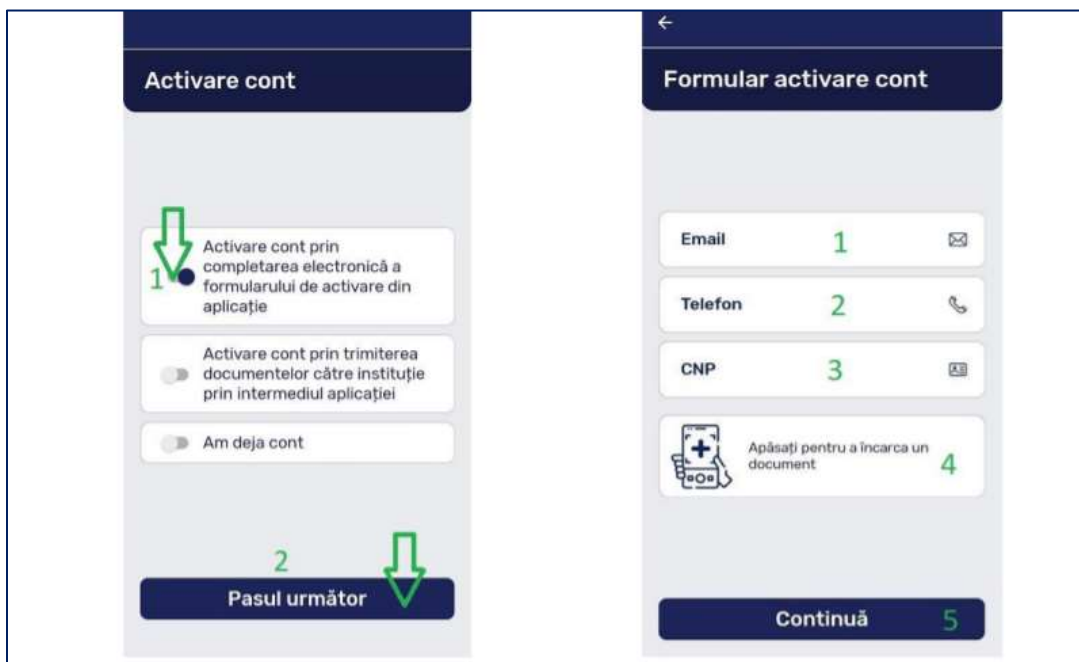 Activare cont
1
Activare cont prin
completarea electronică a
formularului de activare din
aplicație
Activare cont prin trimiterea
documentelor către instituție
prin intermediul aplicației
Am deja cont
2
Pasul următor
Formular activare cont
Email 1
Telefon 2
CNP 3
Apăsați pentru a încarca un
document 4
Continuă 5